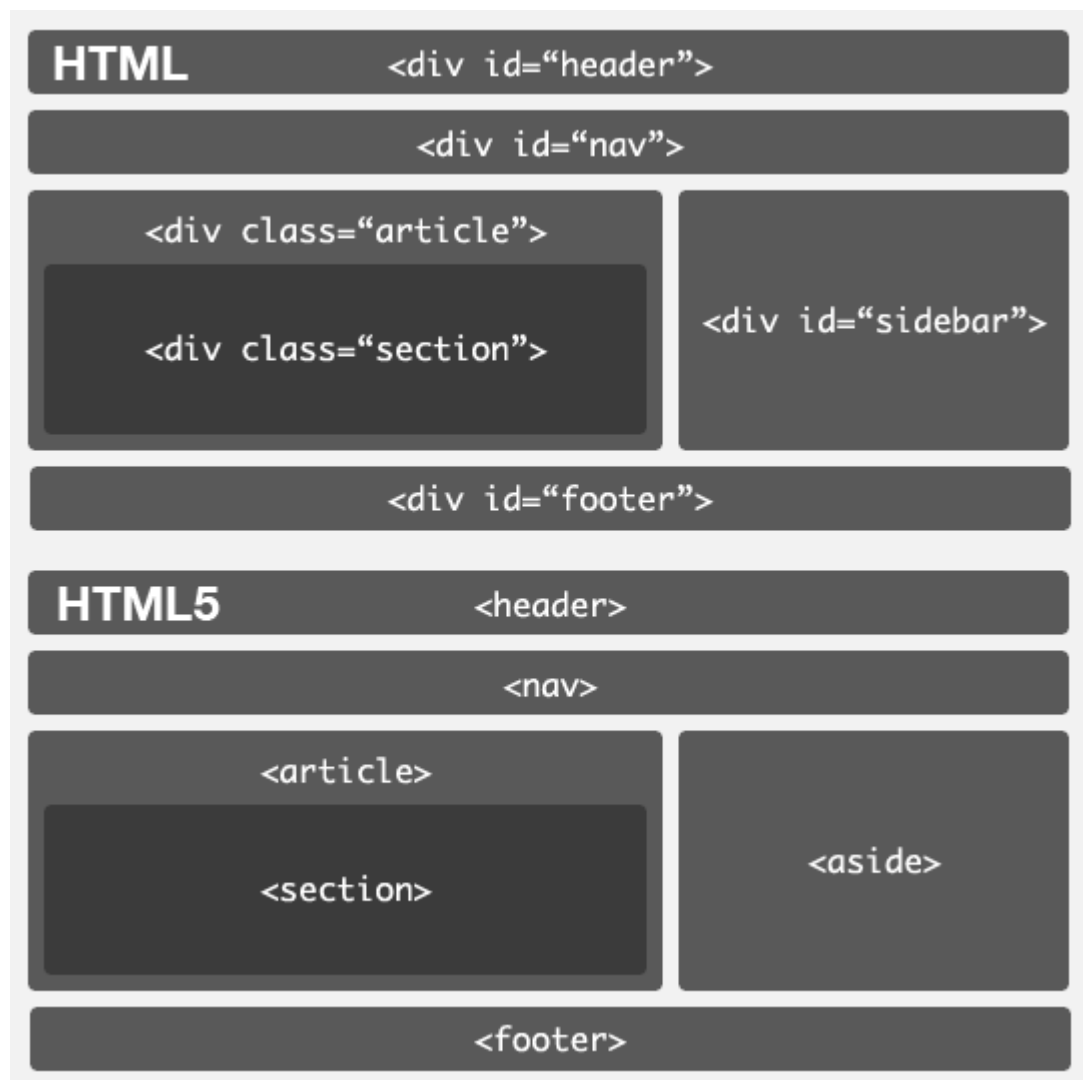 HTML <div id=“header”>
<div id=“nav”>
<div class=“article”>
<div class=“section”>
<div id=“sidebar”>
<div id=“footer”>
HTML5 <header>
<nav>
<article>
<section>
<aside>
<footer>